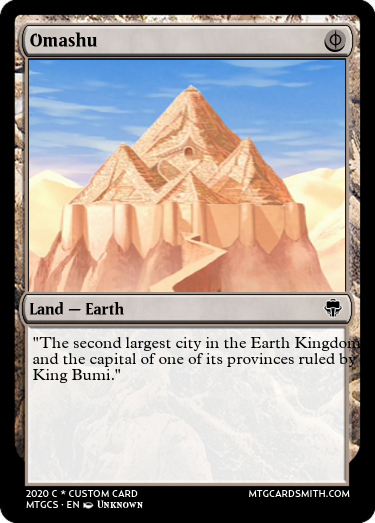 Omashu
Land — Earth
"The second largest city in the Earth Kingdom
and the capital of one of its provinces ruled by
King Bumi."
2020 C * CUSTOM CARD
MTGCARDSMITH.COM
MTGCS · EN UNKNOWN